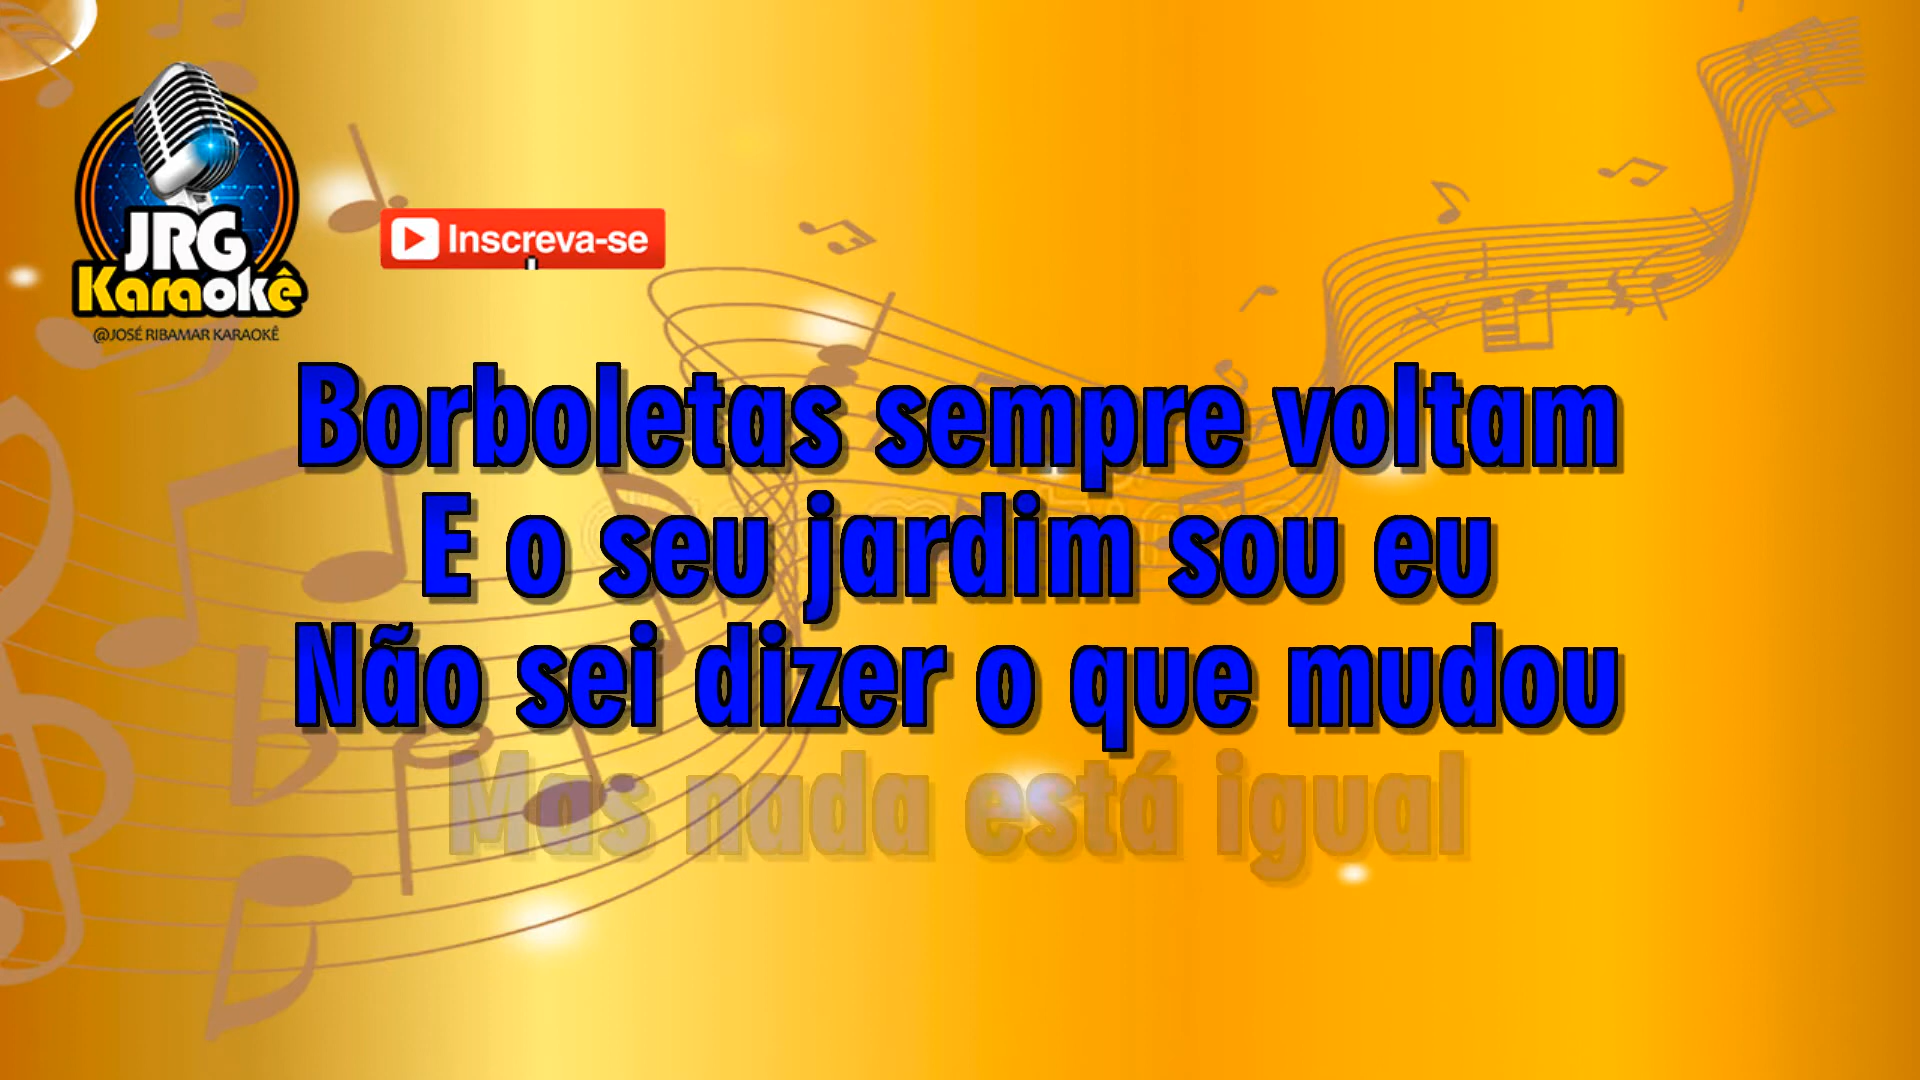 JRG
Karaokê
@JOSÉ RIBAMAR KARAOKÊ
Inscreva-se
Borboletas sempre voltam
E o seu jardim sou eu
Não sei dizer o que mudou
Mas nada está igual